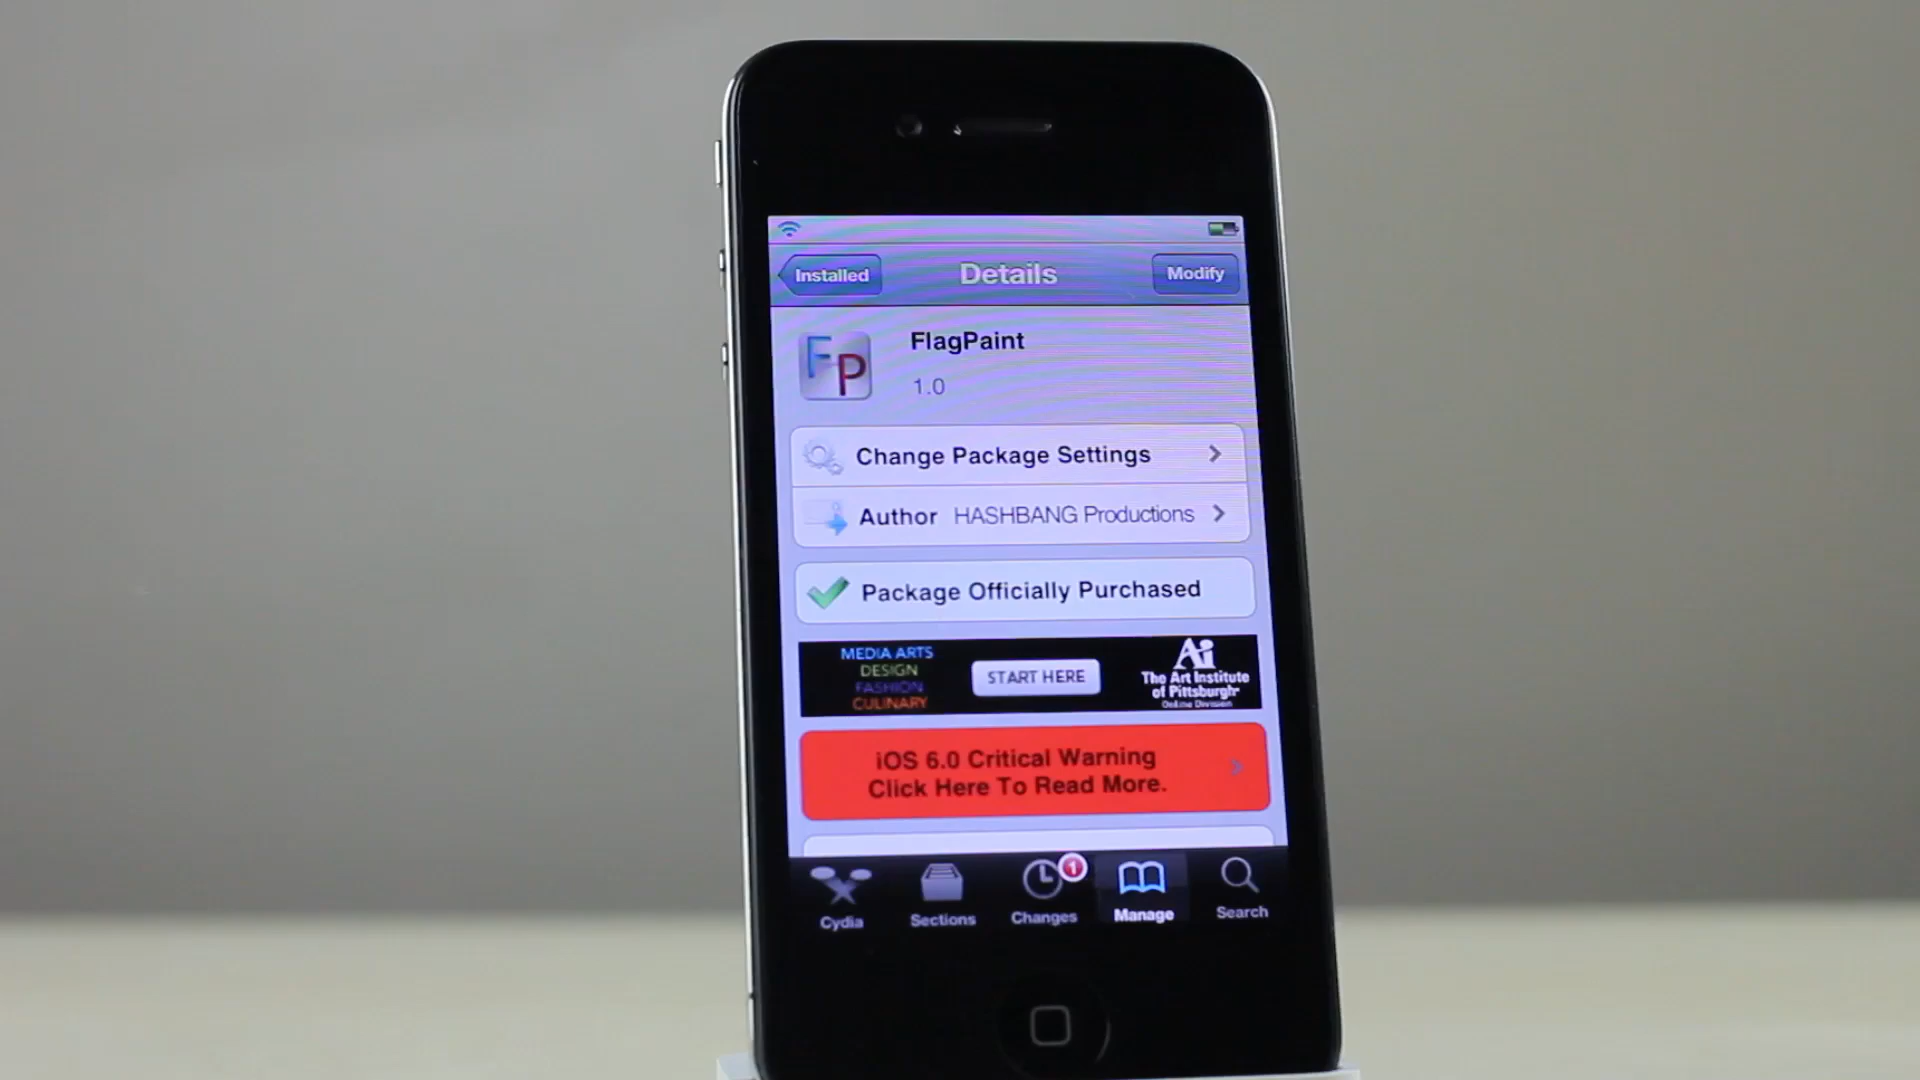 Installed
Details
Modify
FP
FlagPaint
1.0
Change Package Settings
Author HASHBANG Productions
Package Officially Purchased
MEDIA ARTS
DESIGN
FASHION
CULINARY
START HERE
Ai
The Art Institute
of Pittsburgh
Online Division
iOS 6.0 Critical Warning
Click Here To Read More.
1
Cydia
Sections
Changes
Manage
Search